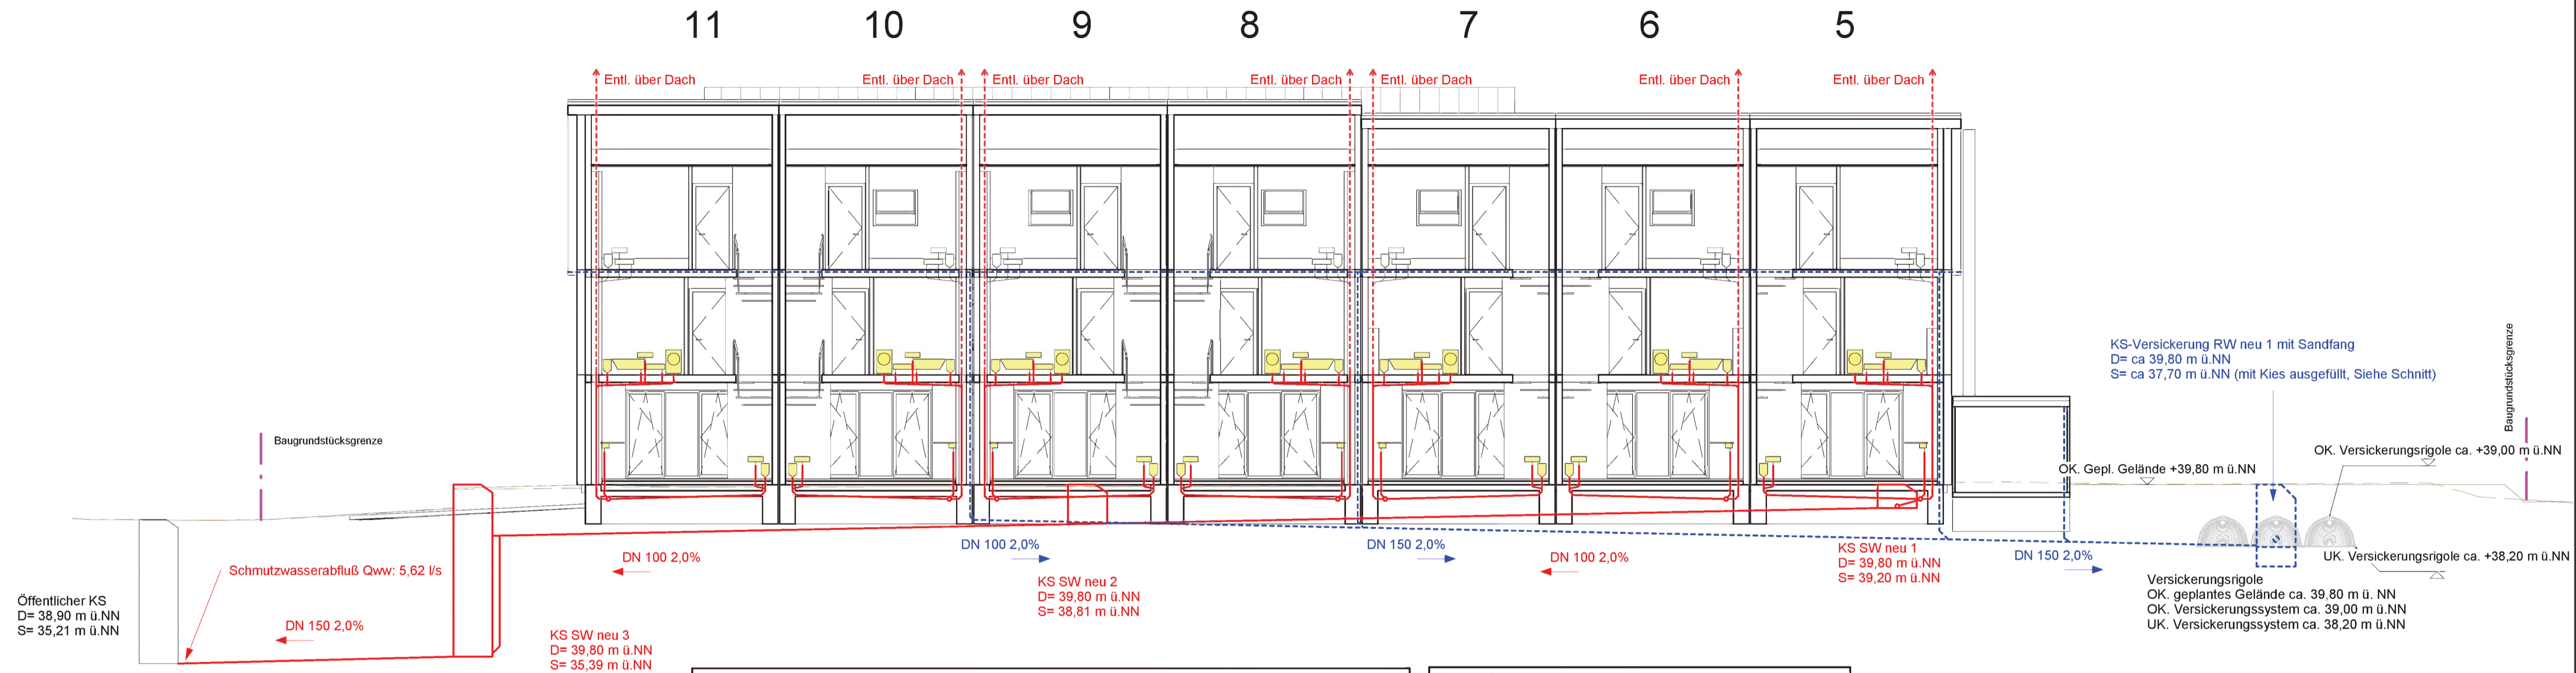 11
10
9
8
7
6
5
Entl. über Dach
Entl. über Dach
Entl. über Dach
Entl. über Dach
Entl. über Dach
Entl. über Dach
Entl. über Dach
Baugrundstücksgrenze
Baugrundstücksgrenze
KS-Versickerung RW neu 1 mit Sandfang
D= ca 39,80 m ü.NN
S= ca 37,70 m ü.NN (mit Kies ausgefüllt, Siehe Schnitt)
OK. Versickerungsrigole ca. +39,00 m ü.NN
OK. Gepl. Gelände +39,80 m ü.NN
UK. Versickerungsrigole ca. +38,20 m ü.NN
Versickerungsrigole
OK. geplantes Gelände ca. 39,80 m ü. NN
OK. Versickerungssystem ca. 39,00 m ü.NN
UK. Versickerungssystem ca. 38,20 m ü.NN
DN 100 2,0%
DN 100 2,0%
DN 150 2,0%
DN 100 2,0%
DN 150 2,0%
KS SW neu 1
D= 39,80 m ü.NN
S= 39,20 m ü.NN
KS SW neu 2
D= 39,80 m ü.NN
S= 38,81 m ü.NN
Schmutzwasserabfluß Qww: 5,62 l/s
Öffentlicher KS
D= 38,90 m ü.NN
S= 35,21 m ü.NN
DN 150 2,0%
KS SW neu 3
D= 39,80 m ü.NN
S= 35,39 m ü.NN